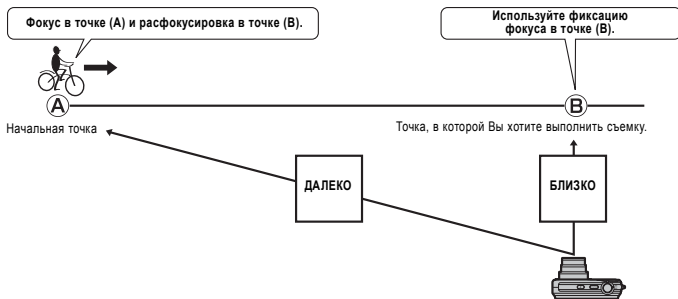 Фокус в точке (А) и расфокусировка в точке (В).
Используйте фиксацию
фокуса в точке (В).
A
B
Начальная точка
Точка, в которой Вы хотите выполнить съемку.
ДАЛЕКО
БЛИЗКО